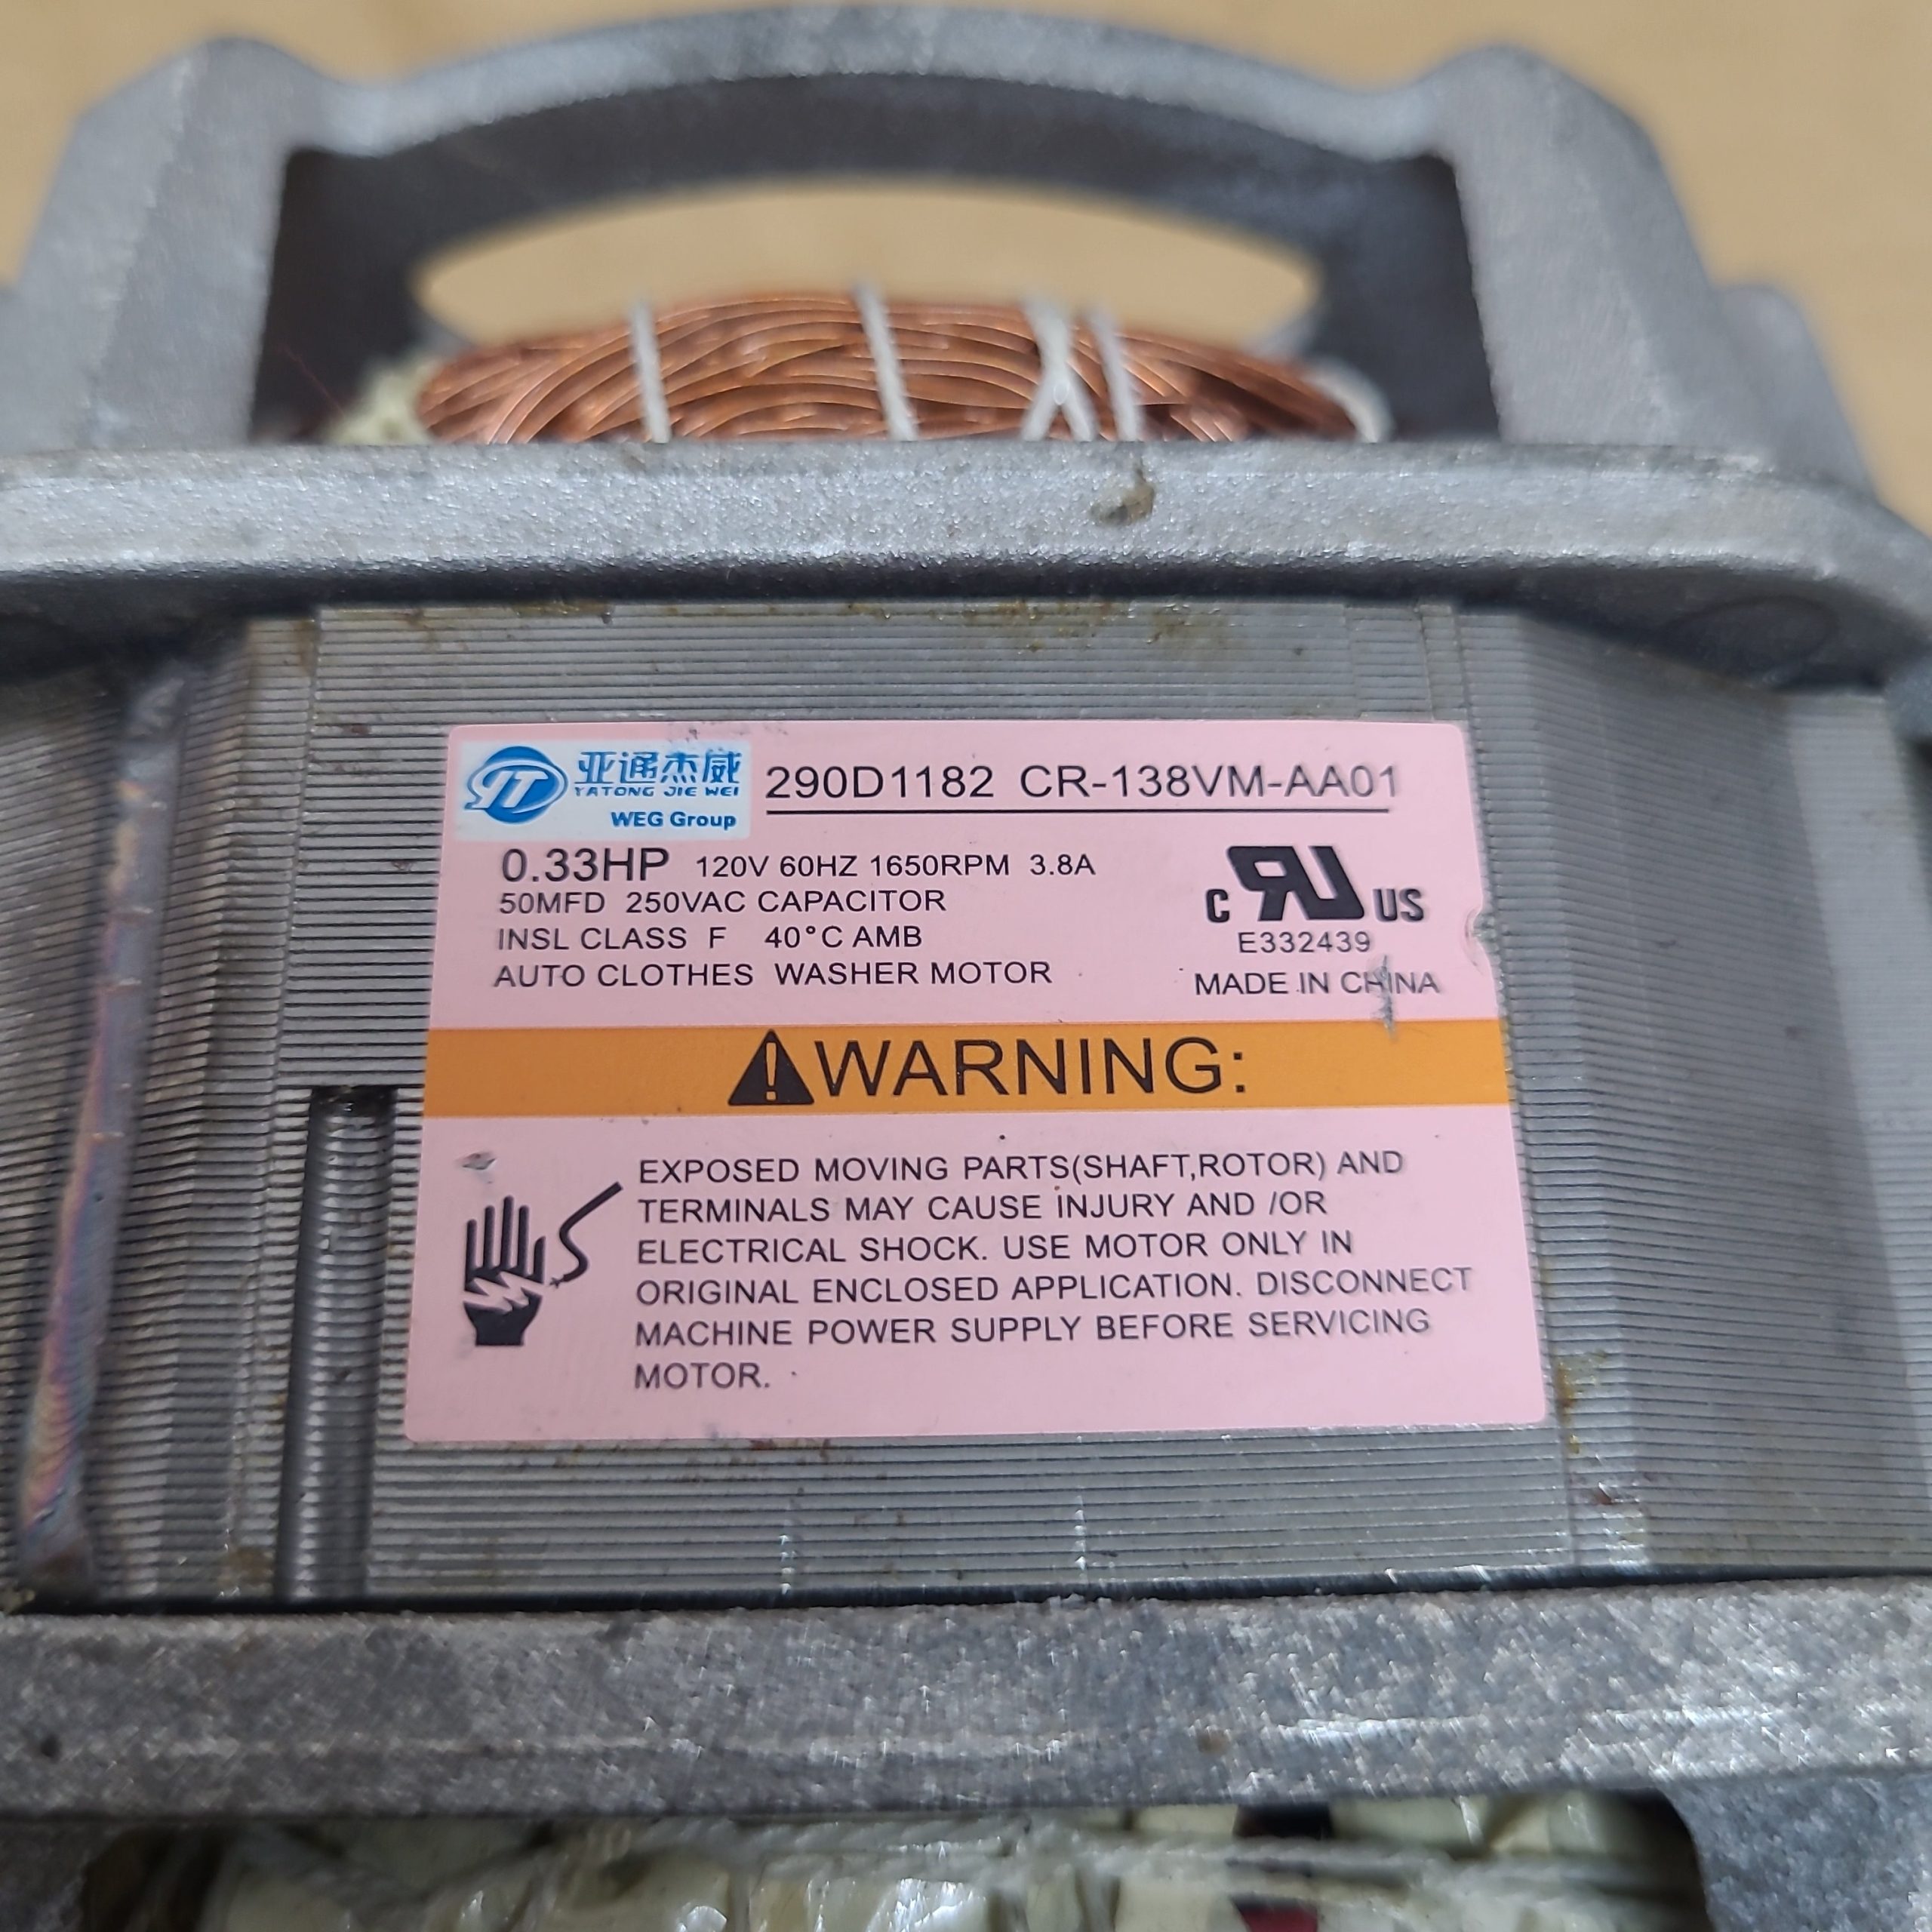 亚通杰威
YATONG JIE WEI
WEG Group
290D1182 CR-138VM-AA01
0.33HP 120V 60HZ 1650RPM 3.8A
50MFD 250VAC CAPACITOR
INSL CLASS F 40°C AMB
AUTO CLOTHES WASHER MOTOR
C RU US
E332439
MADE IN CHINA
WARNING:
EXPOSED MOVING PARTS(SHAFT,ROTOR) AND
TERMINALS MAY CAUSE INJURY AND /OR
ELECTRICAL SHOCK. USE MOTOR ONLY IN
ORIGINAL ENCLOSED APPLICATION. DISCONNECT
MACHINE POWER SUPPLY BEFORE SERVICING
MOTOR.